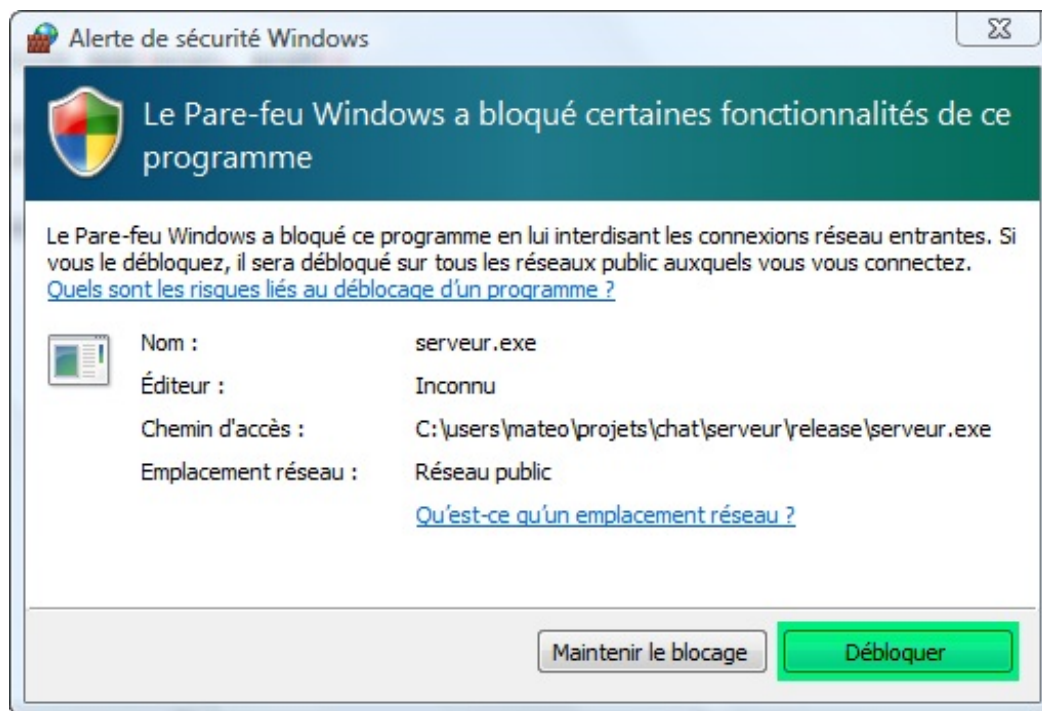 Alerte de sécurité Windows
Le Pare-feu Windows a bloqué certaines fonctionnalités de ce
programme
Le Pare-feu Windows a bloqué ce programme en lui interdisant les connexions réseau entrantes. Si
vous le débloquez, il sera débloqué sur tous les réseaux public auxquels vous vous connectez.
Quels sont les risques liés au déblocage d'un programme ?
Nom : serveur.exe
Éditeur : Inconnu
Chemin d'accès : C:\users\mateo\projets\chat\serveur\release\serveur.exe
Emplacement réseau : Réseau public
Qu'est-ce qu'un emplacement réseau ?
Maintenir le blocage Débloquer